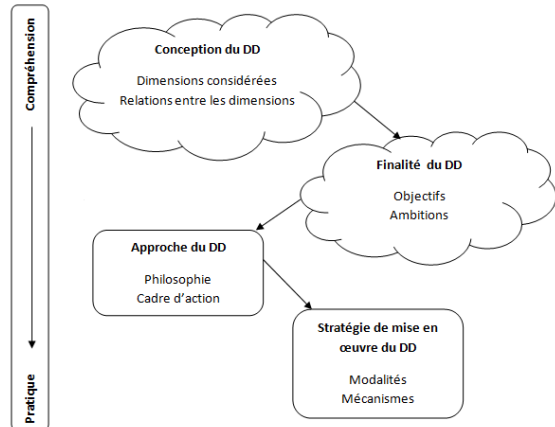 Compréhension
Conception du DD
Dimensions considérées
Relations entre les dimensions
Finalité du DD
Objectifs
Ambitions
Approche du DD
Philosophie
Cadre d'action
Stratégie de mise en
œuvre du DD
Modalités
Mécanismes
Pratique